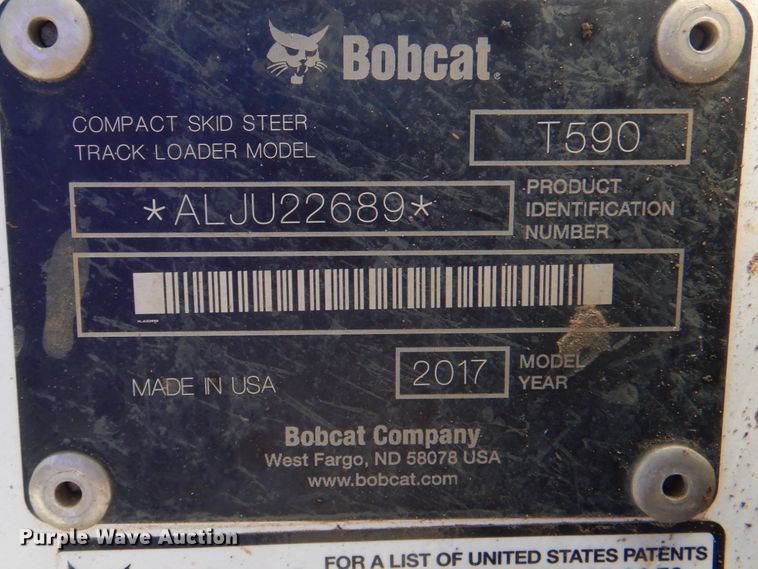 Bobcat
COMPACT SKID STEER
TRACK LOADER MODEL
T590
*ALJU22689*
PRODUCT
IDENTIFICATION
NUMBER
MADE IN USA
2017
MODEL
YEAR
Bobcat Company
West Fargo, ND 58078 USA
www.bobcat.com
Purple Wave Auction
FOR A LIST OF UNITED STATES PATENTS